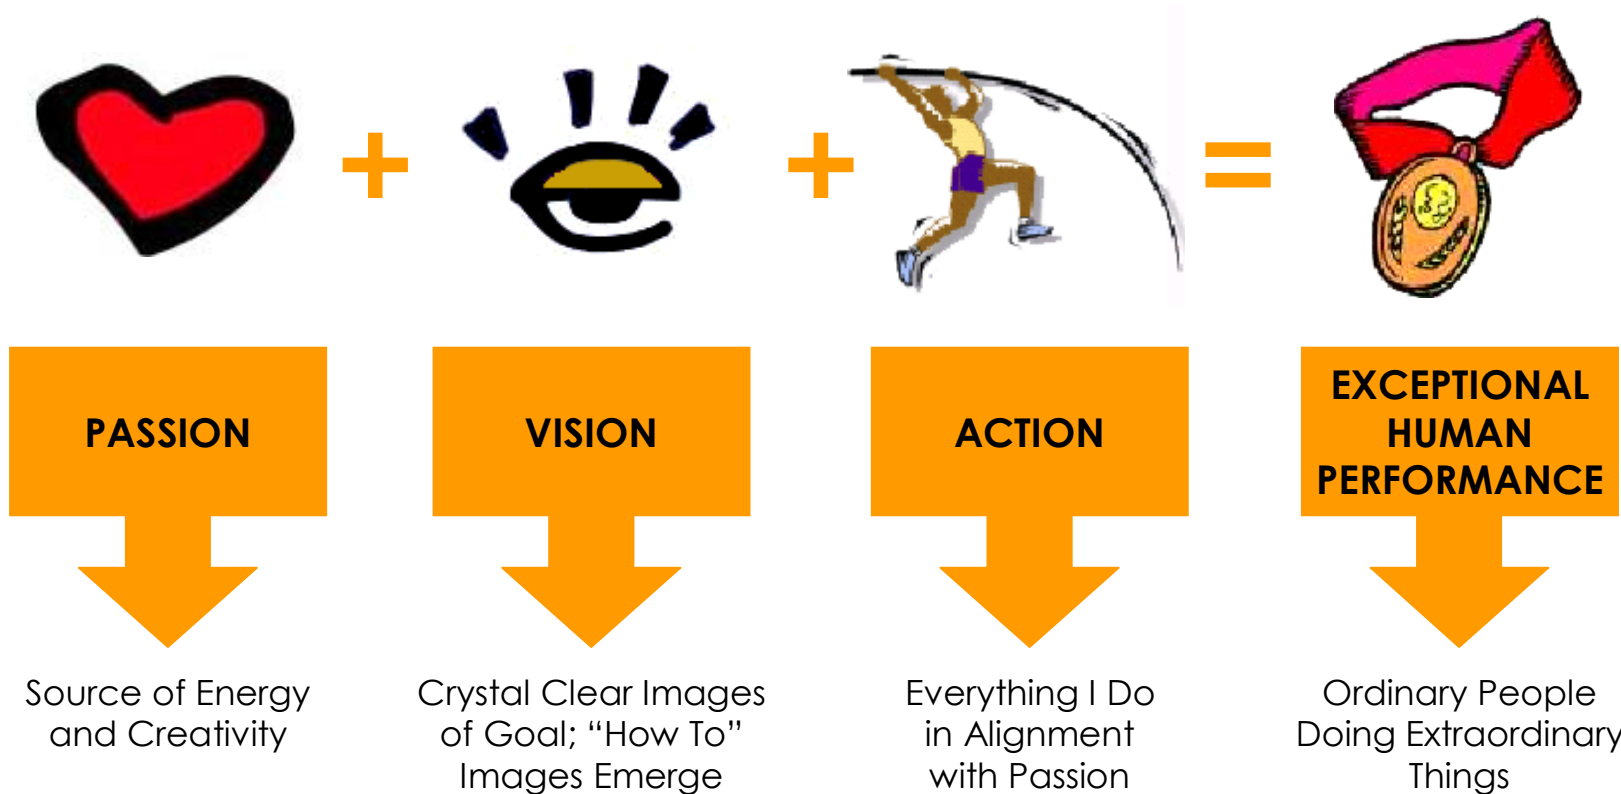 +
+
=
PASSION
VISION
ACTION
EXCEPTIONAL
HUMAN
PERFORMANCE
Source of Energy
and Creativity
Crystal Clear Images
of Goal; “How To”
Images Emerge
Everything I Do
in Alignment
with Passion
Ordinary People
Doing Extraordinary
Things